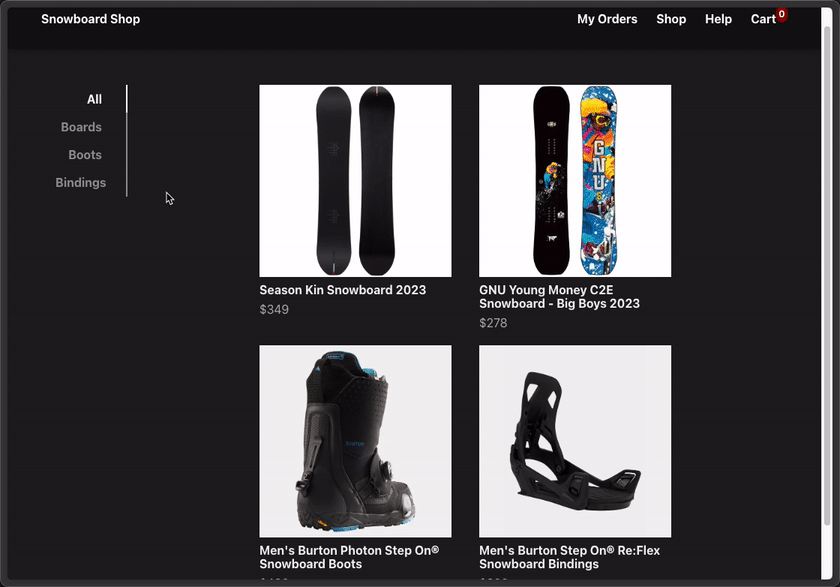 Snowboard Shop
My Orders
Shop
Help
Cart
0
All
Boards
Boots
Bindings
GNU
Season Kin Snowboard 2023
$349
GNU Young Money C2E
Snowboard - Big Boys 2023
$278
BURTON
Men's Burton Photon Step On®
Snowboard Boots
Men's Burton Step On® Re:Flex
Snowboard Bindings